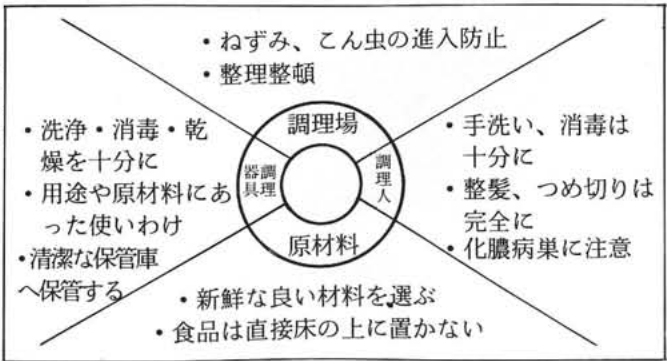 ・ねずみ、こん虫の進入防止
・整理整頓
調理場
・洗浄・消毒・乾
燥を十分に
・用途や原材料にあ
った使いわけ
・清潔な保管庫
へ保管する
調理
器具
調理人
・手洗い、消毒は
十分に
・整髪、つめ切りは
完全に
・化膿病巣に注意
原材料
・新鮮な良い材料を選ぶ
・食品は直接床の上に置かない